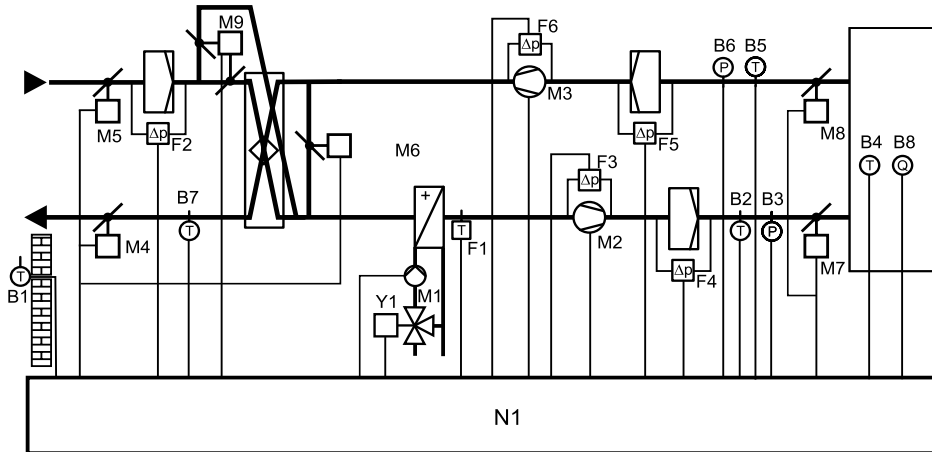 M9
F6
B6 B5
Δp
P T
M5
Δp
F2
M3
Δp
F5
M8
M6
B4 B8
T Q
F3
Δp
B7
T
+
B2 B3
T P
M4
T
F1
M2
M7
T
B1
Δp
F4
Y1
M1
N1